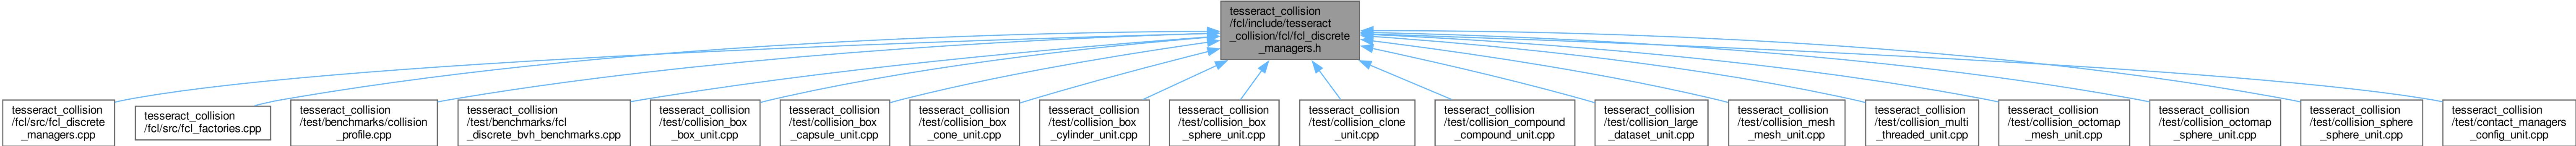 tesseract_collision
/fcl/include/tesseract
_collision/fcl/fcl_discrete
_managers.h
tesseract_collision
/fcl/src/fcl_discrete
_managers.cpp
tesseract_collision
/fcl/src/fcl_factories.cpp
tesseract_collision
/test/benchmarks/collision
_profile.cpp
tesseract_collision
/test/benchmarks/fcl
_discrete_bvh_benchmarks.cpp
tesseract_collision
/test/collision_box
_box_unit.cpp
tesseract_collision
/test/collision_box
_capsule_unit.cpp
tesseract_collision
/test/collision_box
_cone_unit.cpp
tesseract_collision
/test/collision_box
_cylinder_unit.cpp
tesseract_collision
/test/collision_box
_sphere_unit.cpp
tesseract_collision
/test/collision_clone
_unit.cpp
tesseract_collision
/test/collision_compound
_compound_unit.cpp
tesseract_collision
/test/collision_large
_dataset_unit.cpp
tesseract_collision
/test/collision_mesh
_mesh_unit.cpp
tesseract_collision
/test/collision_multi
_threaded_unit.cpp
tesseract_collision
/test/collision_octomap
_mesh_unit.cpp
tesseract_collision
/test/collision_octomap
_sphere_unit.cpp
tesseract_collision
/test/collision_sphere
_sphere_unit.cpp
tesseract_collision
/test/contact_managers
_config_unit.cpp